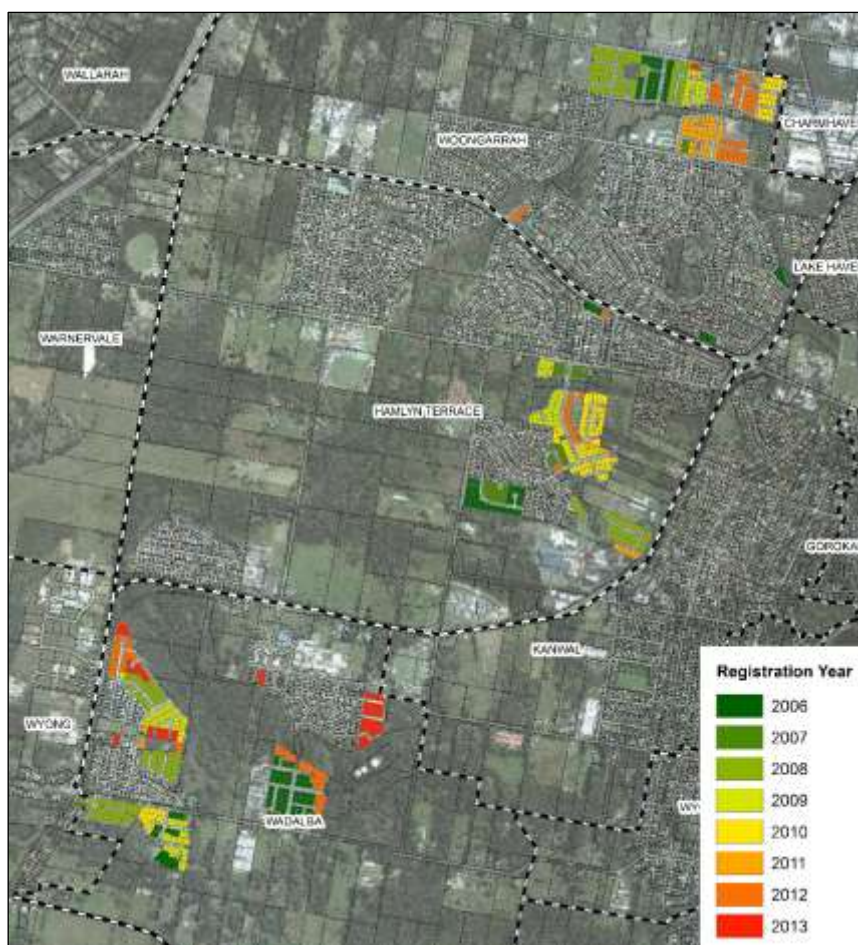 WALLARAH
WOONGARRAH
CHARMHAVE
LAKE HAVE
WARNERVALE
HAMLYN TERRACE
GOROKA
KANWAL
WYONG
WADALBA
WYO
Registration Year
2006
2007
2008
2009
2010
2011
2012
2013